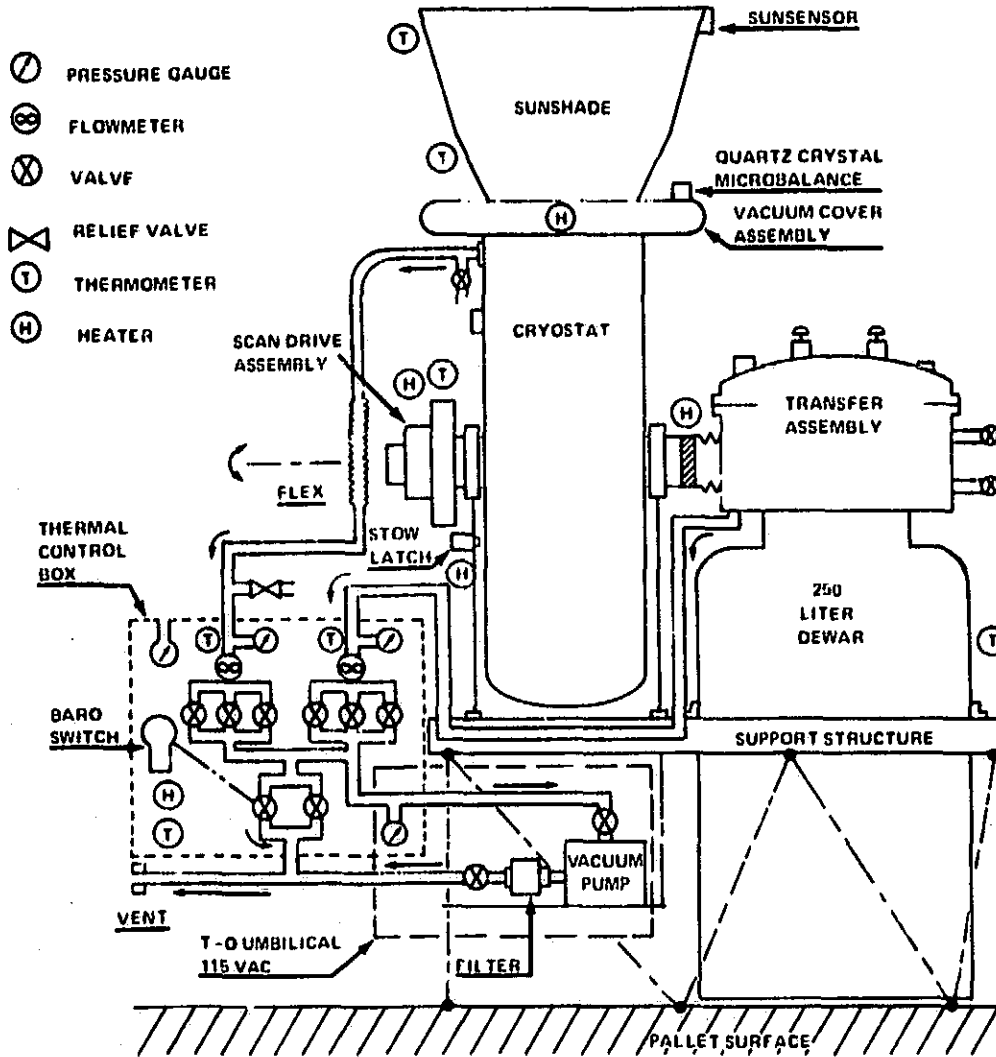 SUNSENSOR
T
PRESSURE GAUGE
SUNSHADE
FLOWMETER
T
QUARTZ CRYSTAL
MICROBALANCE
VALVE
H
VACUUM COVER
ASSEMBLY
RELIEF VALVE
T THERMOMETER
H HEATER
CRYOSTAT
SCAN DRIVE
ASSEMBLY
H T
H
TRANSFER
ASSEMBLY
FLEX
THERMAL
CONTROL
BOX
STOW
LATCH
H
250
LITER
DEWAR
T T
T
BARO
SWITCH
SUPPORT STRUCTURE
H
T
VACUUM
PUMP
VENT
T-0 UMBILICAL
115 VAC
FILTER
PALLET SURFACE